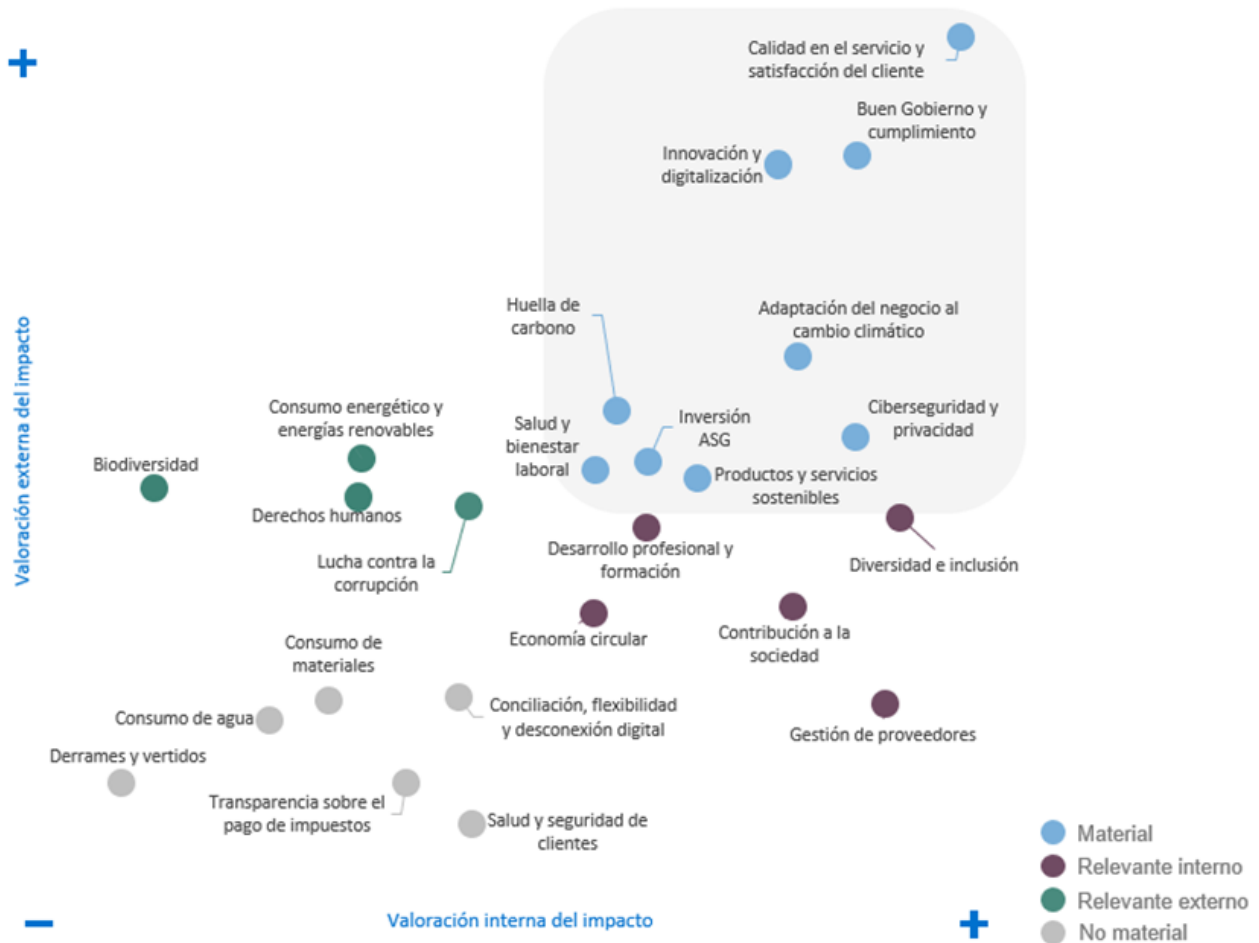 +
Calidad en el servicio y
satisfacción del cliente
Buen Gobierno y
cumplimiento
Innovación y
digitalización
Huella de
carbono
Adaptación del negocio al
cambio climático
Valoración externa del impacto
Consumo energético y
energías renovables
Salud y
bienestar
laboral
Inversión
ASG
Ciberseguridad y
privacidad
Biodiversidad
Productos y servicios
sostenibles
Derechos humanos
Lucha contra la
corrupción
Desarrollo profesional y
formación
Diversidad e inclusión
Economía circular
Contribución a la
sociedad
Consumo de
materiales
Consumo de agua
Conciliación, flexibilidad
y desconexión digital
Gestión de proveedores
Derrames y vertidos
Transparencia sobre el
pago de impuestos
Salud y seguridad de
clientes
Material
Relevante interno
Relevante externo
No material
−
Valoración interna del impacto
+